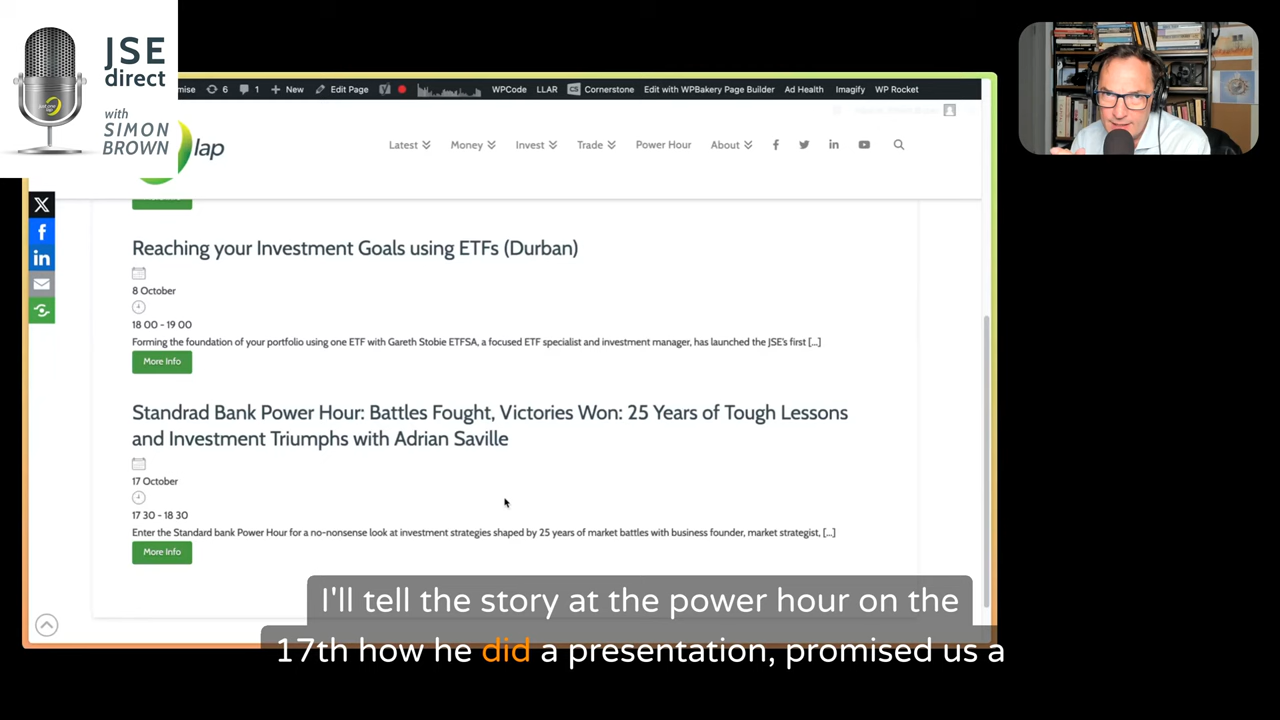 JSE
direct
with
SIMON
BROWN
6
1
New
Edit Page
WPCode
LLAR
CS
Cornerstone
Edit with WPBakery Page Builder
Ad Health
Imagify
WP Rocket
lap
Latest
Money
Invest
Trade
Power Hour
About
Reaching your Investment Goals using ETFs (Durban)
8 October
18 00 - 19 00
Forming the foundation of your portfolio using one ETF with Gareth Stobie ETFSA, a focused ETF specialist and investment manager, has launched the JSE's first [...]
More Info
Standrad Bank Power Hour: Battles Fought, Victories Won: 25 Years of Tough Lessons
and Investment Triumphs with Adrian Saville
17 October
17 30 - 18 30
Enter the Standard bank Power Hour for a no-nonsense look at investment strategies shaped by 25 years of market battles with business founder, market strategist, [...]
More Info
I'll tell the story at the power hour on the
17th how he did a presentation, promised us a